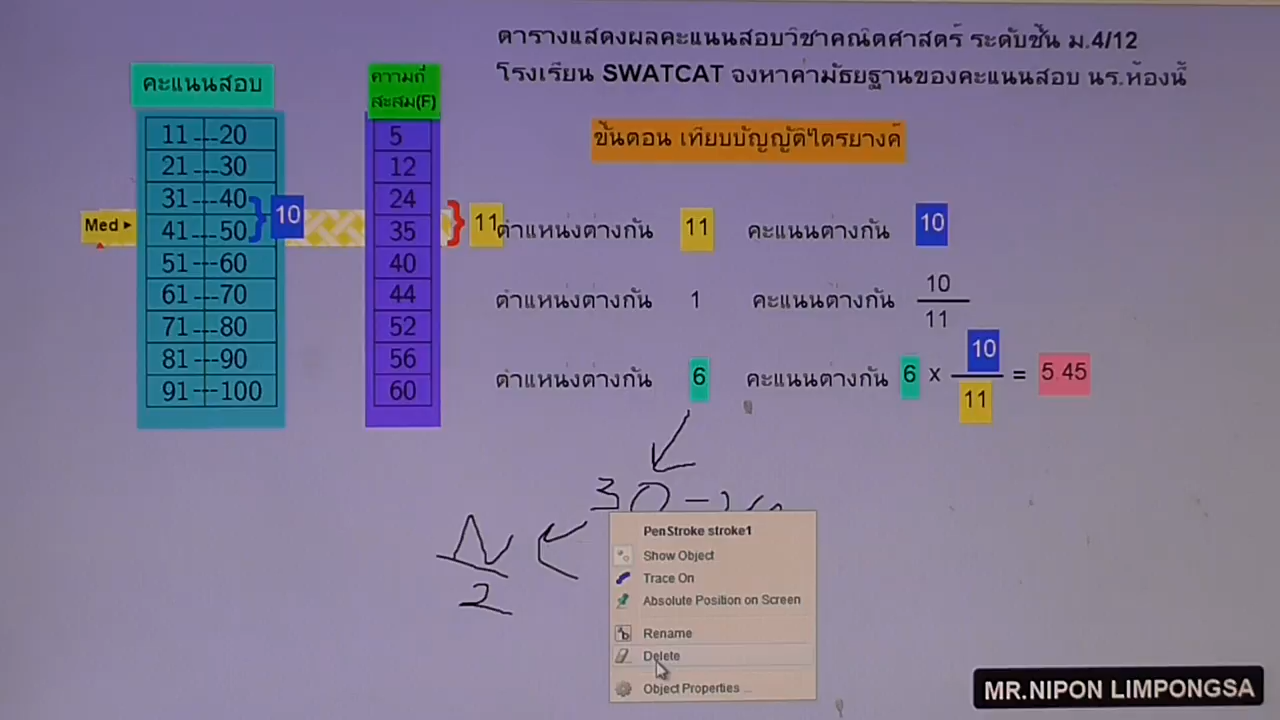 ตารางแสดงผลคะแนนสอบวิชาคณิตศาสตร์ ระดับชั้น ม.4/12
โรงเรียน SWATCAT จงหาค่ามัธยฐานของคะแนนสอบ นร.ห้องนี้
คะแนนสอบ
ความถี่
สะสม(F)
ขั้นตอน เทียบบัญญัติไตรยางค์
11---20 5
21---30 12
31---40 24
41---50 35
51---60 40
61---70 44
71---80 52
81---90 56
91---100 60
Med
10
11
ตำแหน่งต่างกัน 11 คะแนนต่างกัน 10
ตำแหน่งต่างกัน 1 คะแนนต่างกัน 10/11
ตำแหน่งต่างกัน 6 คะแนนต่างกัน 6 x 10/11 = 5.45
30-24
N/2
PenStroke stroke1
Show Object
Trace On
Absolute Position on Screen
Rename
Delete
Object Properties ...
MR.NIPON LIMPONGSA